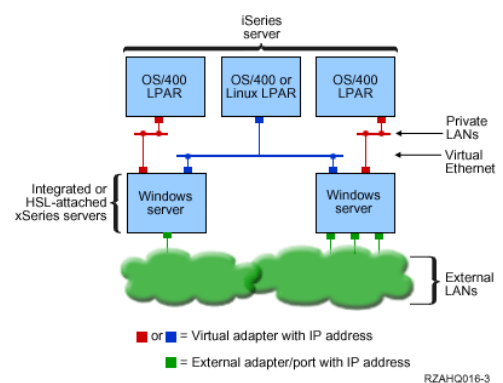 iSeries
server
OS/400
LPAR
OS/400 or
Linux LPAR
OS/400
LPAR
Private
LANs
Virtual
Ethernet
Integrated or
HSL-attached
xSeries servers
Windows
server
Windows
server
External
LANs
or = Virtual adapter with IP address
= External adapter/port with IP address
RZAHQ016-3